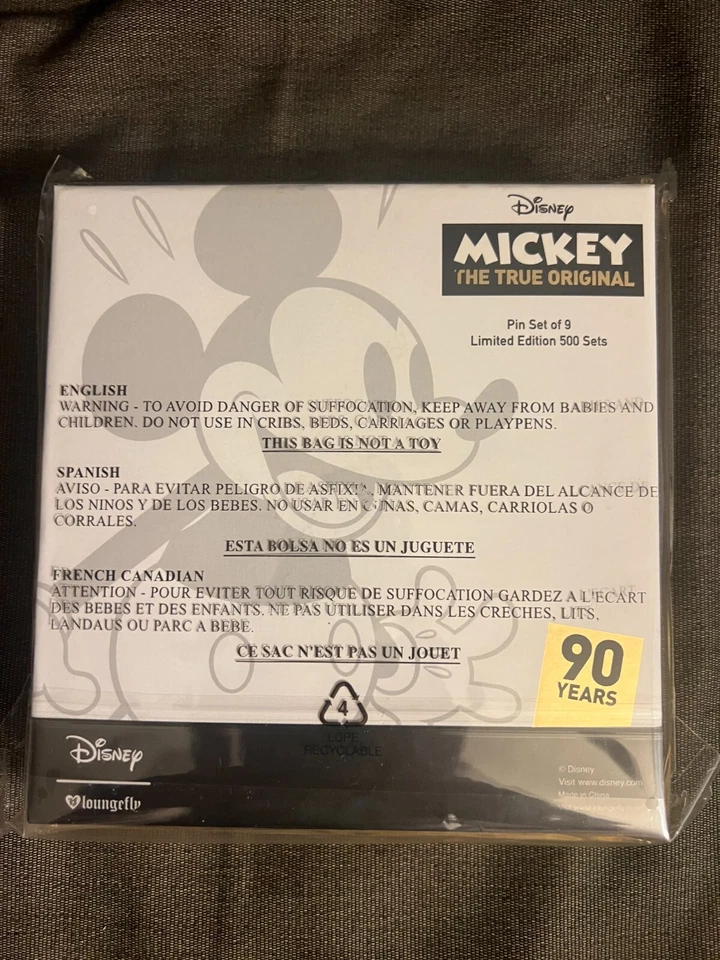 Disney
MICKEY
THE TRUE ORIGINAL
Pin Set of 9
Limited Edition 500 Sets
ENGLISH
WARNING - TO AVOID DANGER OF SUFFOCATION, KEEP AWAY FROM BABIES AND
CHILDREN. DO NOT USE IN CRIBS, BEDS, CARRIAGES OR PLAYPENS.
THIS BAG IS NOT A TOY
SPANISH
AVISO - PARA EVITAR PELIGRO DE MANTENER FUERA DEL ALCANCE DE
LOS NINOS Y DE LOS BEBES. NO USAR EN CUNAS, CAMAS, CARRIOLAS O
CORRALES.
ESTA BOLSA NO ES UN JUGUETE
FRENCH CANADIAN
ATTENTION - POUR EVITER TOUT RISQUE DE SUFFOCATION GARDEZ A L'ECART
DES BEBES ET DES ENFANTS. NE PAS UTILISER DANS LES CRECHES, LITS,
LANDAUS OU PARC A BEBE.
CE SAC N'EST PAS UN JOUET
90
YEARS
4
LDPE
RECYCLABLE
Disney
loungefly
© Disney
Visit www.disney.com
Made in China